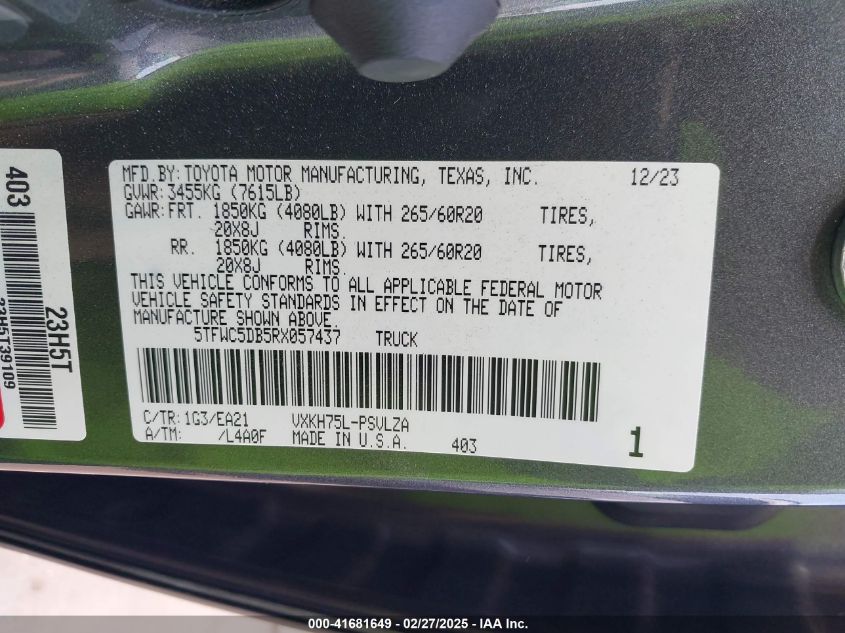 MFD.BY:TOYOTA MOTOR MANUFACTURING, TEXAS, INC. 12/23
GVWR:3455KG (7615LB)
GAWR:FRT. 1850KG (4080LB) WITH 265/60R20 TIRES,
20X8J RIMS.
RR. 1850KG (4080LB) WITH 265/60R20 TIRES,
20X8J RIMS.
THIS VEHICLE CONFORMS TO ALL APPLICABLE FEDERAL MOTOR
VEHICLE SAFETY STANDARDS IN EFFECT ON THE DATE OF
MANUFACTURE SHOWN ABOVE.
5TFWC5DB5RX057437 TRUCK
C/TR:1G3/EA21 VXKH75L-PSVLZA
A/TM: /L4A0F MADE IN U.S.A. 403 1
403
23H5T
23H5T39109
000-41681649 / 02/27/2025 - IAA Holdings, Inc.